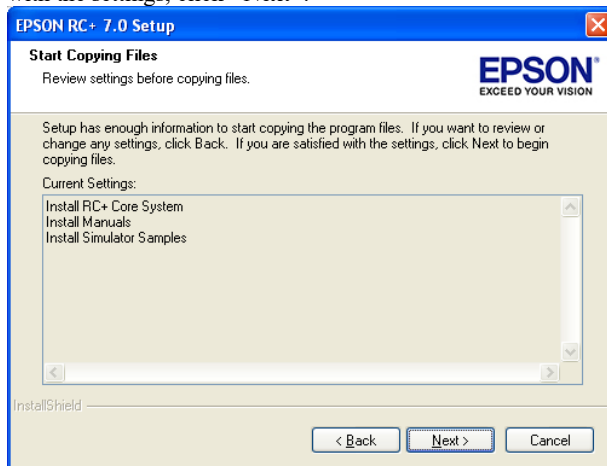 EPSON RC+ 7.0 Setup
Start Copying Files
Review settings before copying files.
EPSON®
EXCEED YOUR VISION
Setup has enough information to start copying the program files. If you want to review or
change any settings, click Back. If you are satisfied with the settings, click Next to begin
copying files.
Current Settings:
Install RC+ Core System
Install Manuals
Install Simulator Samples
InstallShield
< Back
Next >
Cancel